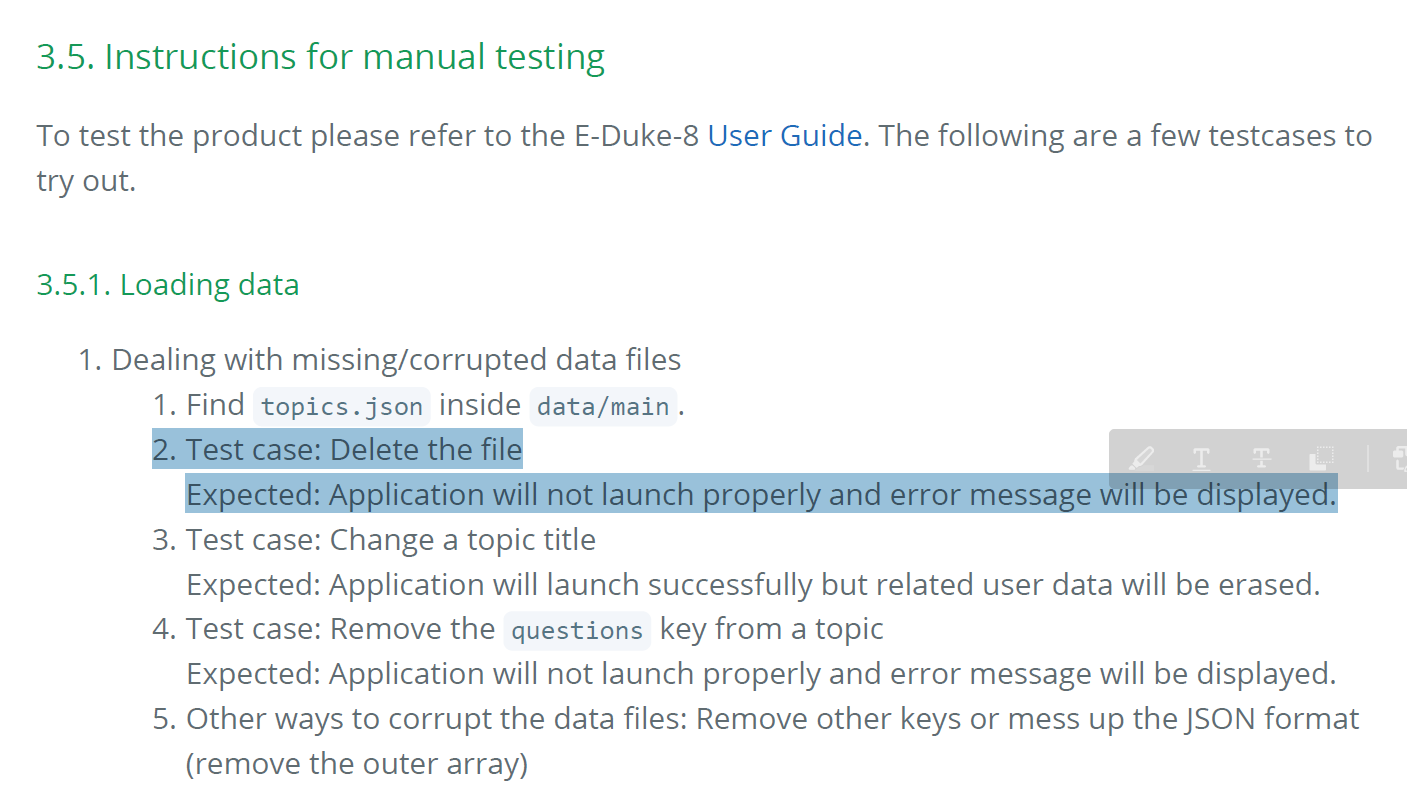 3.5. Instructions for manual testing
To test the product please refer to the E-Duke-8 User Guide. The following are a few testcases to
try out.
3.5.1. Loading data
1. Dealing with missing/corrupted data files
1. Find topics.json inside data/main.
2. Test case: Delete the file
Expected: Application will not launch properly and error message will be displayed.
3. Test case: Change a topic title
Expected: Application will launch successfully but related user data will be erased.
4. Test case: Remove the questions key from a topic
Expected: Application will not launch properly and error message will be displayed.
5. Other ways to corrupt the data files: Remove other keys or mess up the JSON format
(remove the outer array)